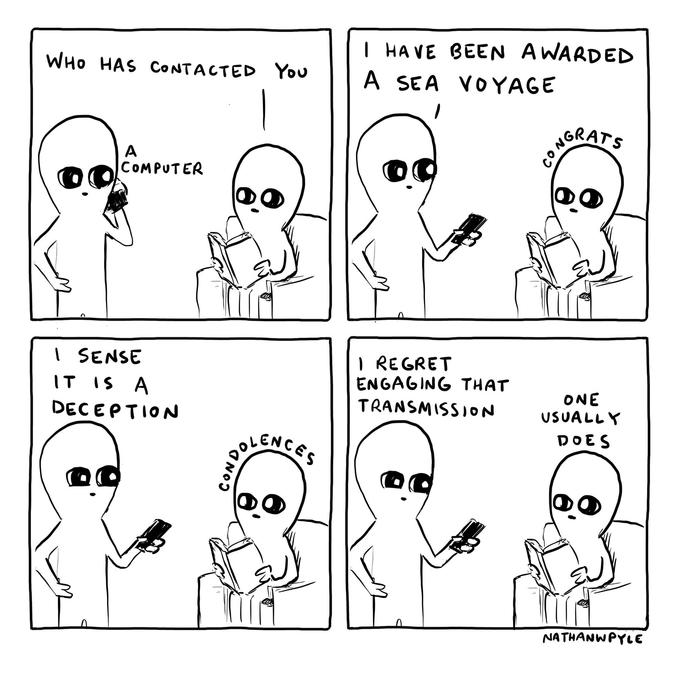 WHO HAS CONTACTED YOU
A
COMPUTER
I HAVE BEEN AWARDED
A SEA VOYAGE
CONGRATS
I SENSE
IT IS A
DECEPTION
CONDOLENCES
I REGRET
ENGAGING THAT
TRANSMISSION
ONE
USUALLY
DOES
NATHANWPYLE